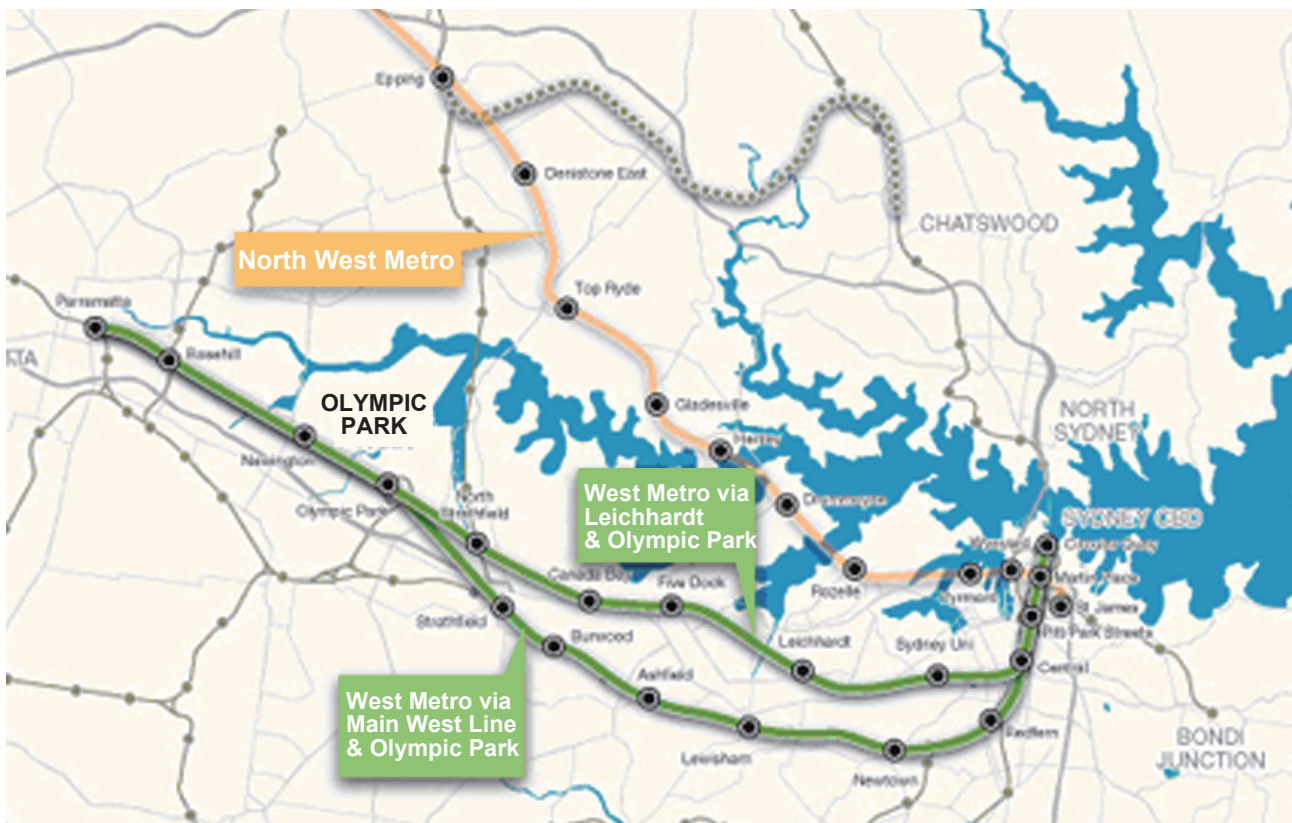 Epping
Denistone East
CHATSWOOD
North West Metro
Top Ryde
Parramatta
Rosehill
TA
OLYMPIC
PARK
Gladesville
NORTH
SYDNEY
Newington
West Metro via
Leichhardt
& Olympic Park
Olympic Park
North
Strathfield
Drummoyne
SYDNEY CBD
Wynyard
Circular Quay
Canada Bay
Five Dock
Rozelle
Pyrmont
Martin Place
St James
Strathfield
Burwood
Leichhardt
Sydney Uni
Pitt Park Streets
Central
Ashfield
West Metro via
Main West Line
& Olympic Park
Lewisham
Redfern
Newtown
BONDI
JUNCTION